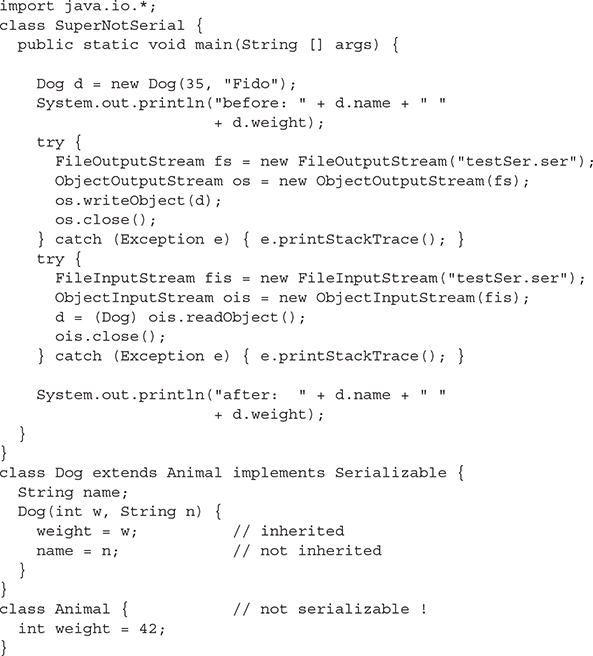 import java.io.*;
class SuperNotSerial {
  public static void main(String [] args) {

    Dog d = new Dog(35, "Fido");
    System.out.println("before: " + d.name + " "
                       + d.weight);
    try {
      FileOutputStream fs = new FileOutputStream("testSer.ser");
      ObjectOutputStream os = new ObjectOutputStream(fs);
      os.writeObject(d);
      os.close();
    } catch (Exception e) { e.printStackTrace(); }
    try {
      FileInputStream fis = new FileInputStream("testSer.ser");
      ObjectInputStream ois = new ObjectInputStream(fis);
      d = (Dog) ois.readObject();
      ois.close();
    } catch (Exception e) { e.printStackTrace(); }

    System.out.println("after:  " + d.name + " "
                       + d.weight);
  }
}
class Dog extends Animal implements Serializable {
  String name;
  Dog(int w, String n) {
    weight = w;          // inherited
    name = n;            // not inherited
  }
}
class Animal {           // not serializable !
  int weight = 42;
}